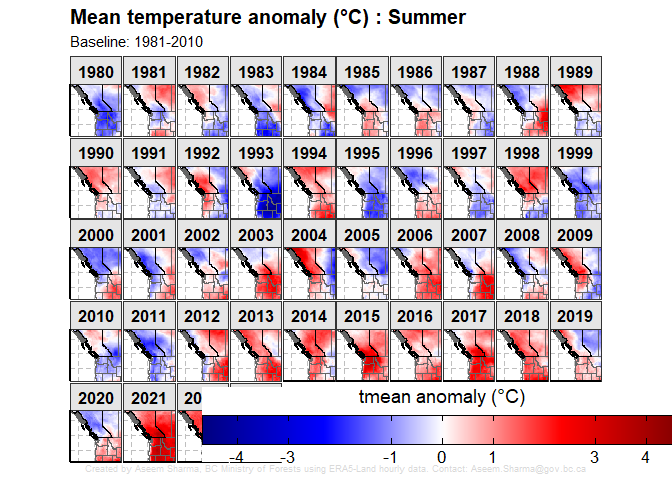 Mean temperature anomaly (°C) : Summer
Baseline: 1981-2010
1980 1981 1982 1983 1984 1985 1986 1987 1988 1989
1990 1991 1992 1993 1994 1995 1996 1997 1998 1999
2000 2001 2002 2003 2004 2005 2006 2007 2008 2009
2010 2011 2012 2013 2014 2015 2016 2017 2018 2019
2020 2021 20
tmean anomaly (°C)
-4 -3 -1 0 1 3 4
Created by Aseem Sharma, BC Ministry of Forests using ERA5-Land hourly data. Contact: Aseem.Sharma@gov.bc.ca